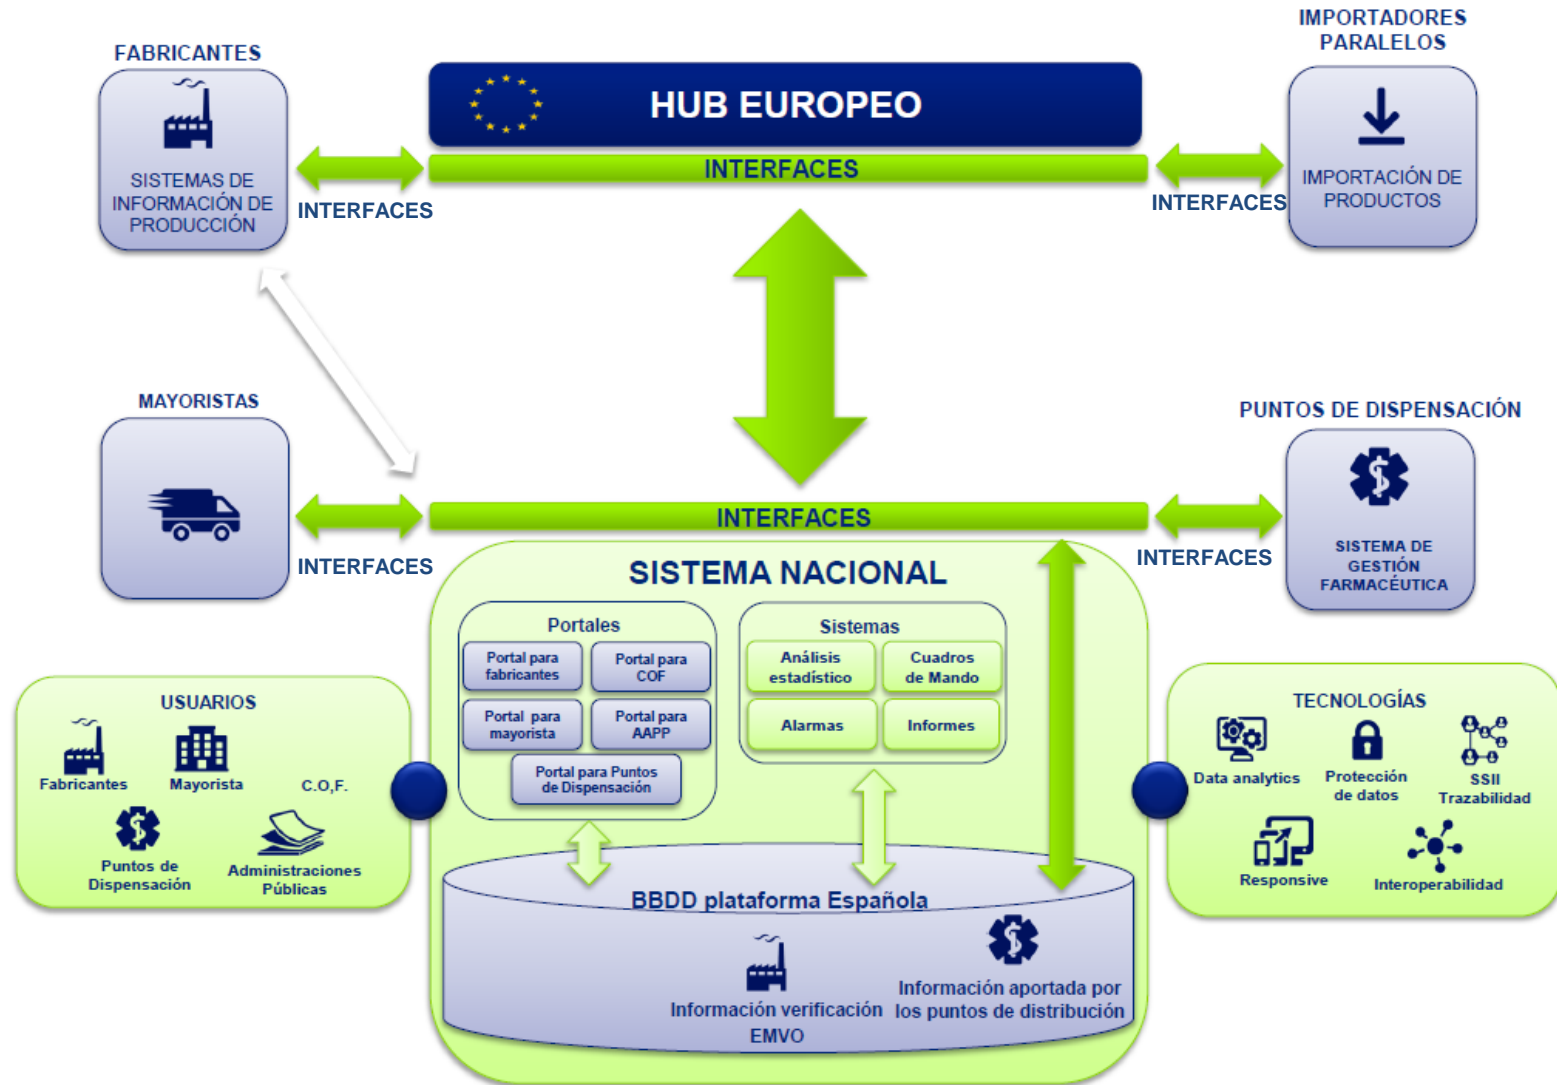 FABRICANTES
SISTEMAS DE
INFORMACIÓN DE
PRODUCCIÓN
INTERFACES
HUB EUROPEO
INTERFACES
IMPORTADORES
PARALELOS
IMPORTACIÓN DE
PRODUCTOS
INTERFACES
MAYORISTAS
INTERFACES
INTERFACES
PUNTOS DE DISPENSACIÓN
SISTEMA DE
GESTIÓN
FARMACÉUTICA
INTERFACES
SISTEMA NACIONAL
Portales
Portal para
fabricantes
Portal para
COF
Portal para
mayorista
Portal para
AAPP
Portal para Puntos
de Dispensación
Sistemas
Análisis
estadístico
Cuadros
de Mando
Alarmas
Informes
USUARIOS
Fabricantes
Mayorista
C.O,F.
Puntos de
Dispensación
Administraciones
Públicas
TECNOLOGÍAS
Data analytics
Protección
de datos
SSII
Trazabilidad
Responsive
Interoperabilidad
BBDD plataforma Española
Información verificación
EMVO
Información aportada por
los puntos de distribución